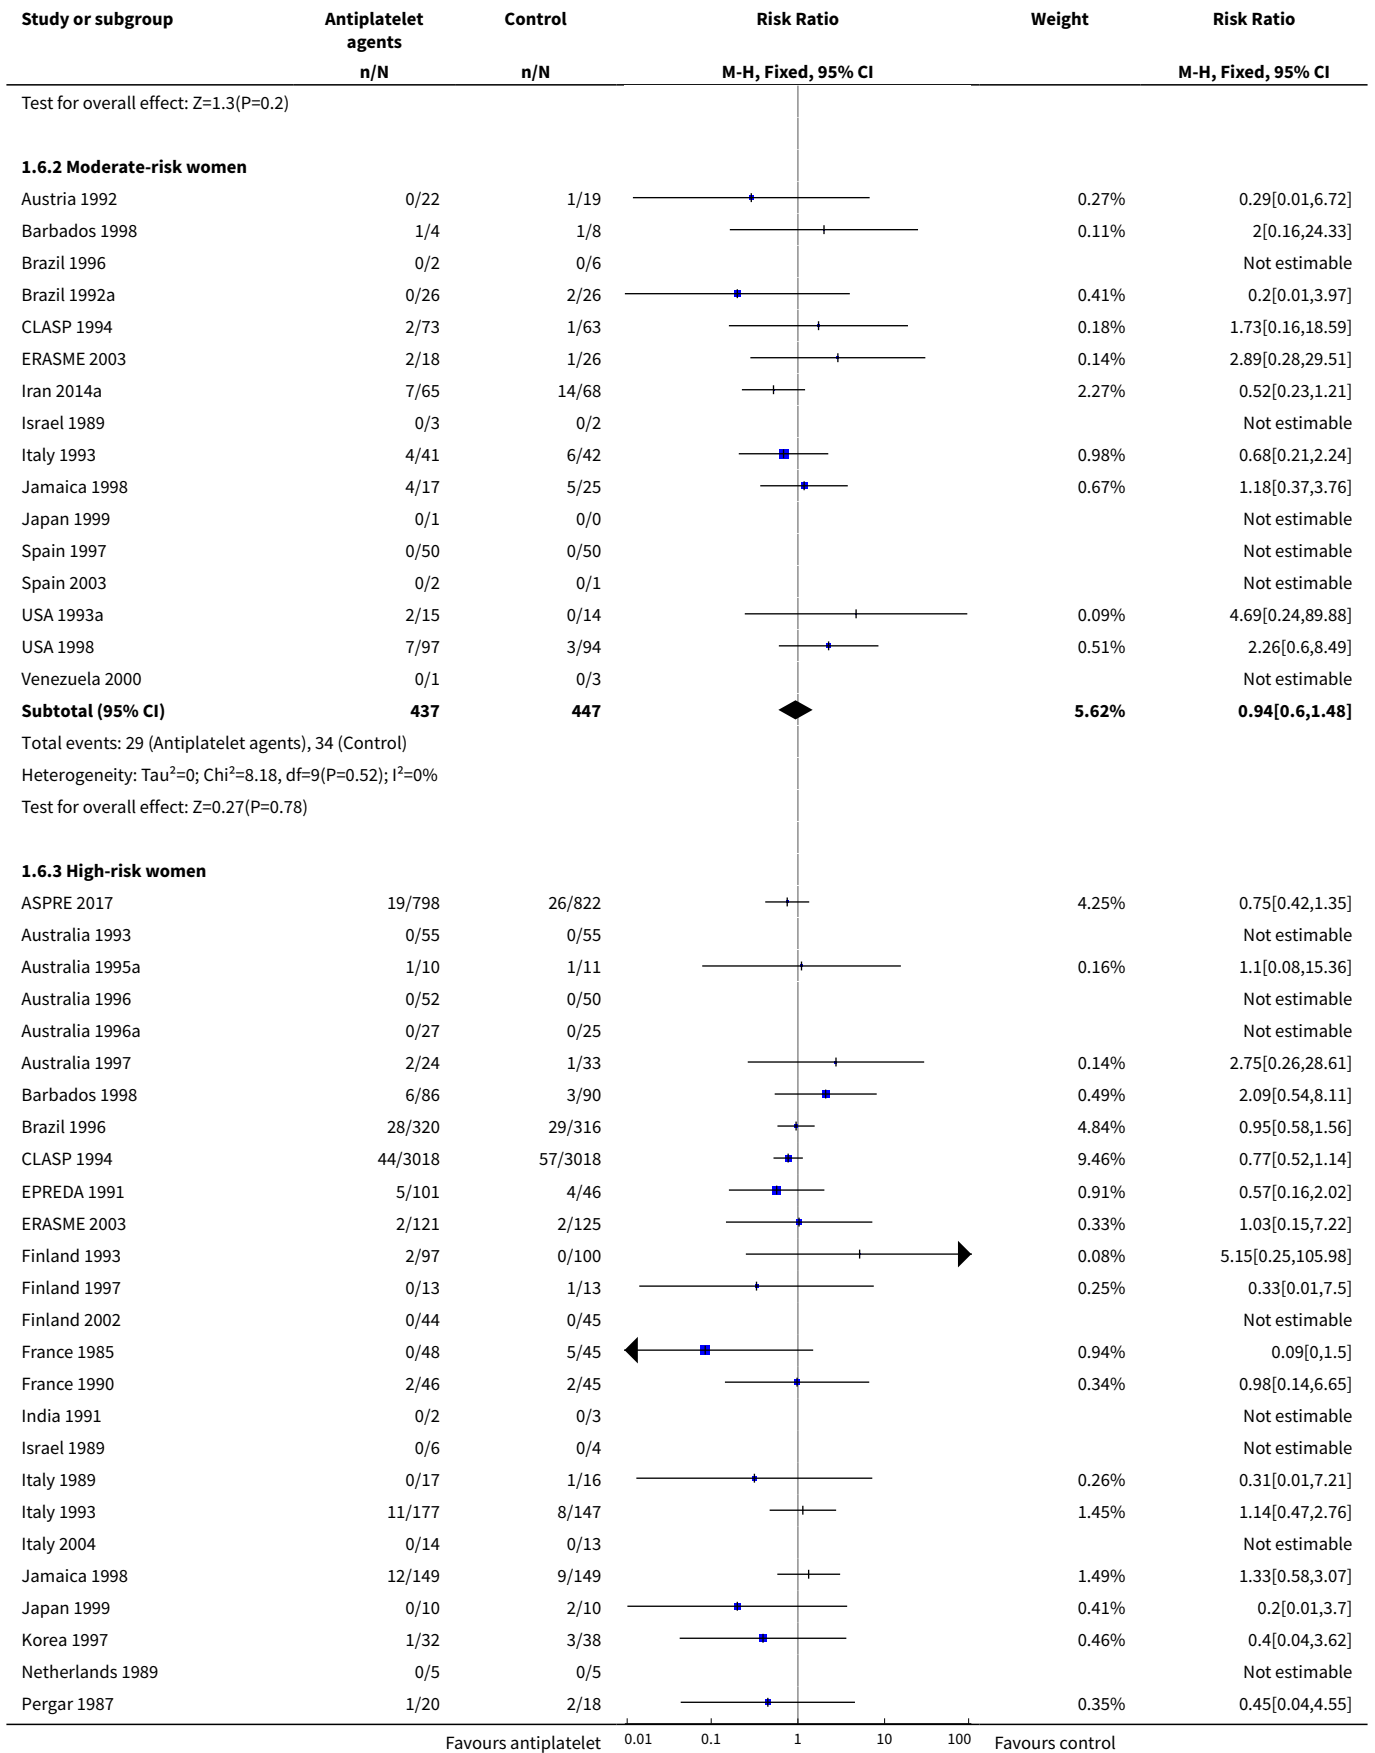 Study or subgroup Antiplatelet agents Control Risk Ratio Weight Risk Ratio
n/N n/N M-H, Fixed, 95% CI M-H, Fixed, 95% CI
Test for overall effect: Z=1.3(P=0.2)
1.6.2 Moderate-risk women
Austria 1992 0/22 1/19 0.27% 0.29[0.01,6.72]
Barbados 1998 1/4 1/8 0.11% 2[0.16,24.33]
Brazil 1996 0/2 0/6 Not estimable
Brazil 1992a 0/26 2/26 0.41% 0.2[0.01,3.97]
CLASP 1994 2/73 1/63 0.18% 1.73[0.16,18.59]
ERASME 2003 2/18 1/26 0.14% 2.89[0.28,29.51]
Iran 2014a 7/65 14/68 2.27% 0.52[0.23,1.21]
Israel 1989 0/3 0/2 Not estimable
Italy 1993 4/41 6/42 0.98% 0.68[0.21,2.24]
Jamaica 1998 4/17 5/25 0.67% 1.18[0.37,3.76]
Japan 1999 0/1 0/0 Not estimable
Spain 1997 0/50 0/50 Not estimable
Spain 2003 0/2 0/1 Not estimable
USA 1993a 2/15 0/14 0.09% 4.69[0.24,89.88]
USA 1998 7/97 3/94 0.51% 2.26[0.6,8.49]
Venezuela 2000 0/1 0/3 Not estimable
Subtotal (95% CI) 437 447 5.62% 0.94[0.6,1.48]
Total events: 29 (Antiplatelet agents), 34 (Control)
Heterogeneity: Tau²=0; Chi²=8.18, df=9(P=0.52); I²=0%
Test for overall effect: Z=0.27(P=0.78)
1.6.3 High-risk women
ASPRE 2017 19/798 26/822 4.25% 0.75[0.42,1.35]
Australia 1993 0/55 0/55 Not estimable
Australia 1995a 1/10 1/11 0.16% 1.1[0.08,15.36]
Australia 1996 0/52 0/50 Not estimable
Australia 1996a 0/27 0/25 Not estimable
Australia 1997 2/24 1/33 0.14% 2.75[0.26,28.61]
Barbados 1998 6/86 3/90 0.49% 2.09[0.54,8.11]
Brazil 1996 28/320 29/316 4.84% 0.95[0.58,1.56]
CLASP 1994 44/3018 57/3018 9.46% 0.77[0.52,1.14]
EPREDA 1991 5/101 4/46 0.91% 0.57[0.16,2.02]
ERASME 2003 2/121 2/125 0.33% 1.03[0.15,7.22]
Finland 1993 2/97 0/100 0.08% 5.15[0.25,105.98]
Finland 1997 0/13 1/13 0.25% 0.33[0.01,7.5]
Finland 2002 0/44 0/45 Not estimable
France 1985 0/48 5/45 0.94% 0.09[0,1.5]
France 1990 2/46 2/45 0.34% 0.98[0.14,6.65]
India 1991 0/2 0/3 Not estimable
Israel 1989 0/6 0/4 Not estimable
Italy 1989 0/17 1/16 0.26% 0.31[0.01,7.21]
Italy 1993 11/177 8/147 1.45% 1.14[0.47,2.76]
Italy 2004 0/14 0/13 Not estimable
Jamaica 1998 12/149 9/149 1.49% 1.33[0.58,3.07]
Japan 1999 0/10 2/10 0.41% 0.2[0.01,3.7]
Korea 1997 1/32 3/38 0.46% 0.4[0.04,3.62]
Netherlands 1989 0/5 0/5 Not estimable
Pergar 1987 1/20 2/18 0.35% 0.45[0.04,4.55]
Favours antiplatelet 0.01 0.1 1 10 100 Favours control